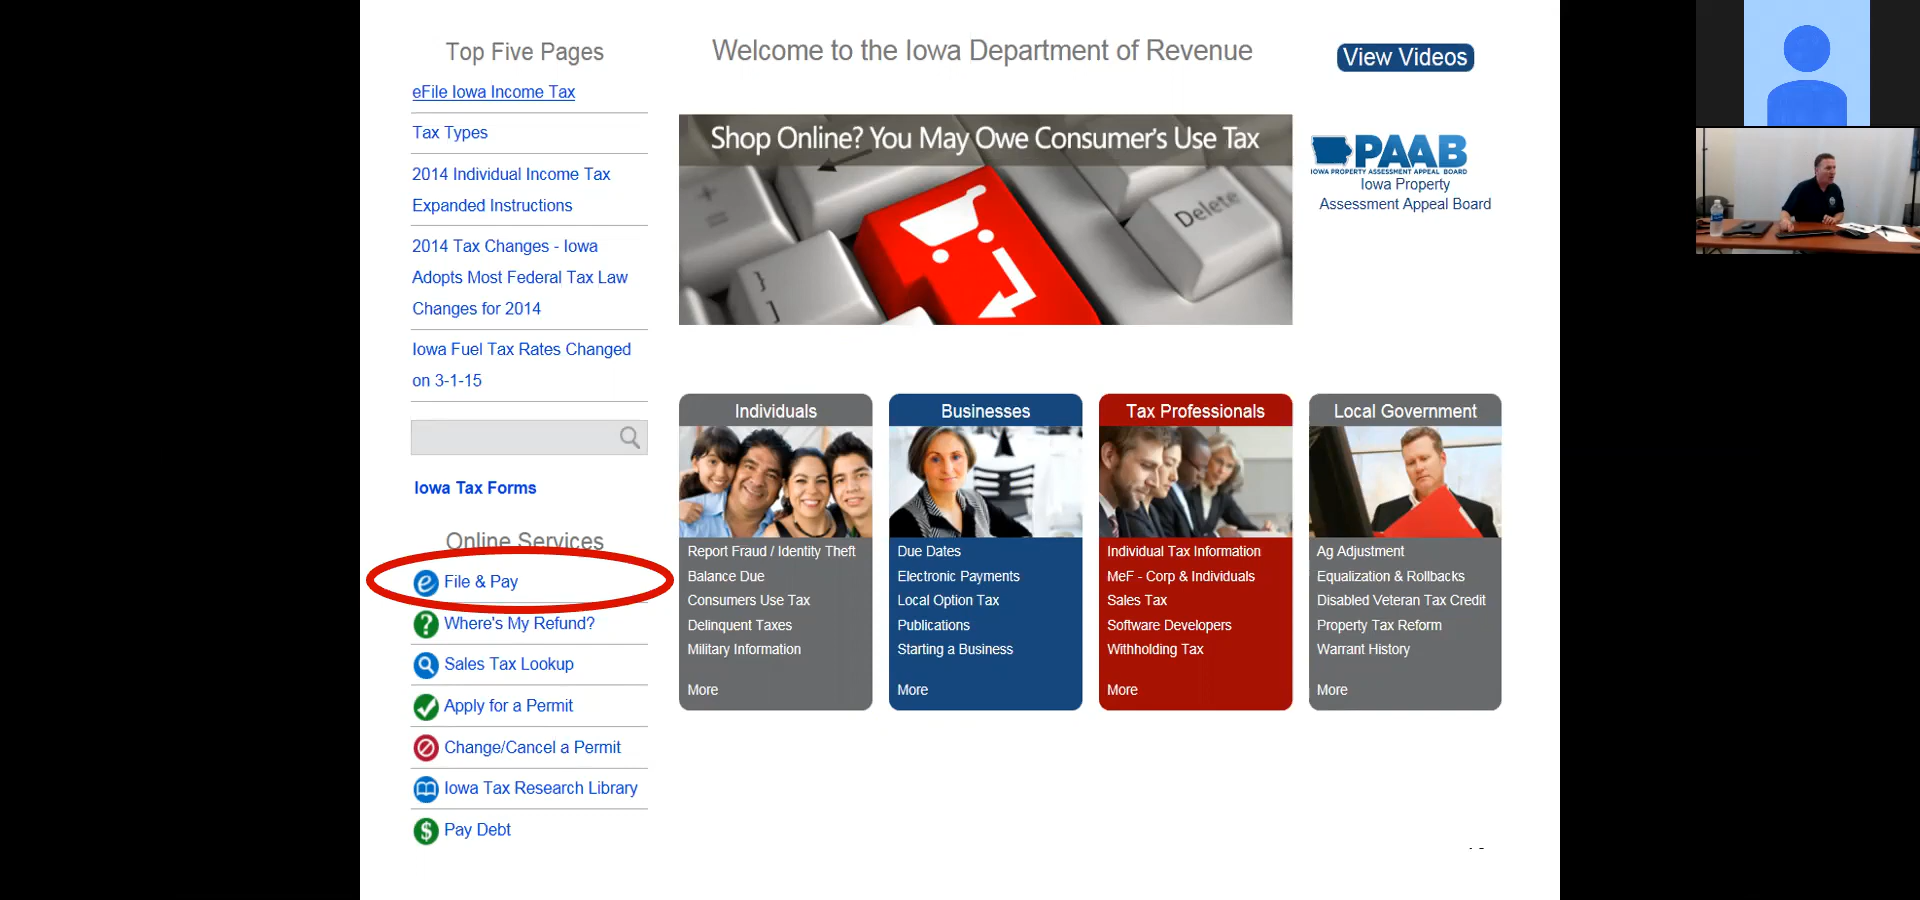 Top Five Pages
eFile Iowa Income Tax
Tax Types
2014 Individual Income Tax
Expanded Instructions
2014 Tax Changes - Iowa
Adopts Most Federal Tax Law
Changes for 2014
Iowa Fuel Tax Rates Changed
on 3-1-15
Iowa Tax Forms
Online Services
File & Pay
Where's My Refund?
Sales Tax Lookup
Apply for a Permit
Change/Cancel a Permit
Iowa Tax Research Library
Pay Debt
Welcome to the Iowa Department of Revenue
Shop Online? You May Owe Consumer's Use Tax
Delete
View Videos
PAAB
IOWA PROPERTY ASSESSMENT APPEAL BOARD
Iowa Property
Assessment Appeal Board
Individuals
Report Fraud / Identity Theft
Balance Due
Consumers Use Tax
Delinquent Taxes
Military Information
More
Businesses
Due Dates
Electronic Payments
Local Option Tax
Publications
Starting a Business
More
Tax Professionals
Individual Tax Information
MeF - Corp & Individuals
Sales Tax
Software Developers
Withholding Tax
More
Local Government
Ag Adjustment
Equalization & Rollbacks
Disabled Veteran Tax Credit
Property Tax Reform
Warrant History
More